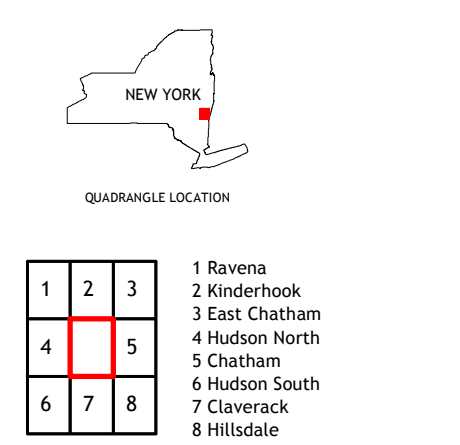 NEW YORK
QUADRANGLE LOCATION
1 2 3
4 5
6 7 8
1 Ravena
2 Kinderhook
3 East Chatham
4 Hudson North
5 Chatham
6 Hudson South
7 Claverack
8 Hillsdale